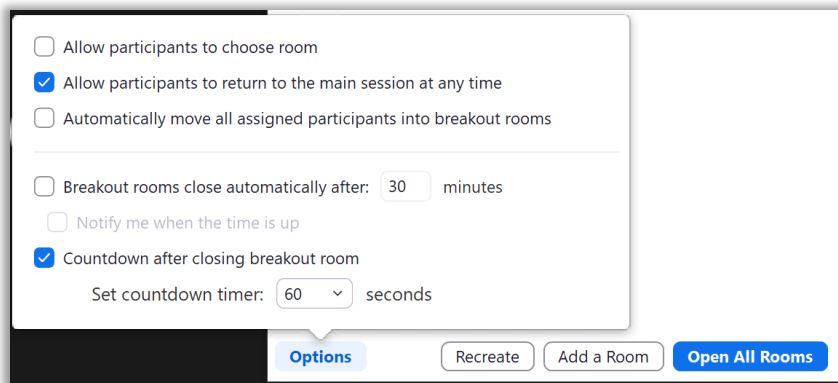 Allow participants to choose room
Allow participants to return to the main session at any time
Automatically move all assigned participants into breakout rooms
Breakout rooms close automatically after: 30 minutes
Notify me when the time is up
Countdown after closing breakout room
Set countdown timer: 60 seconds
Options Recreate Add a Room Open All Rooms